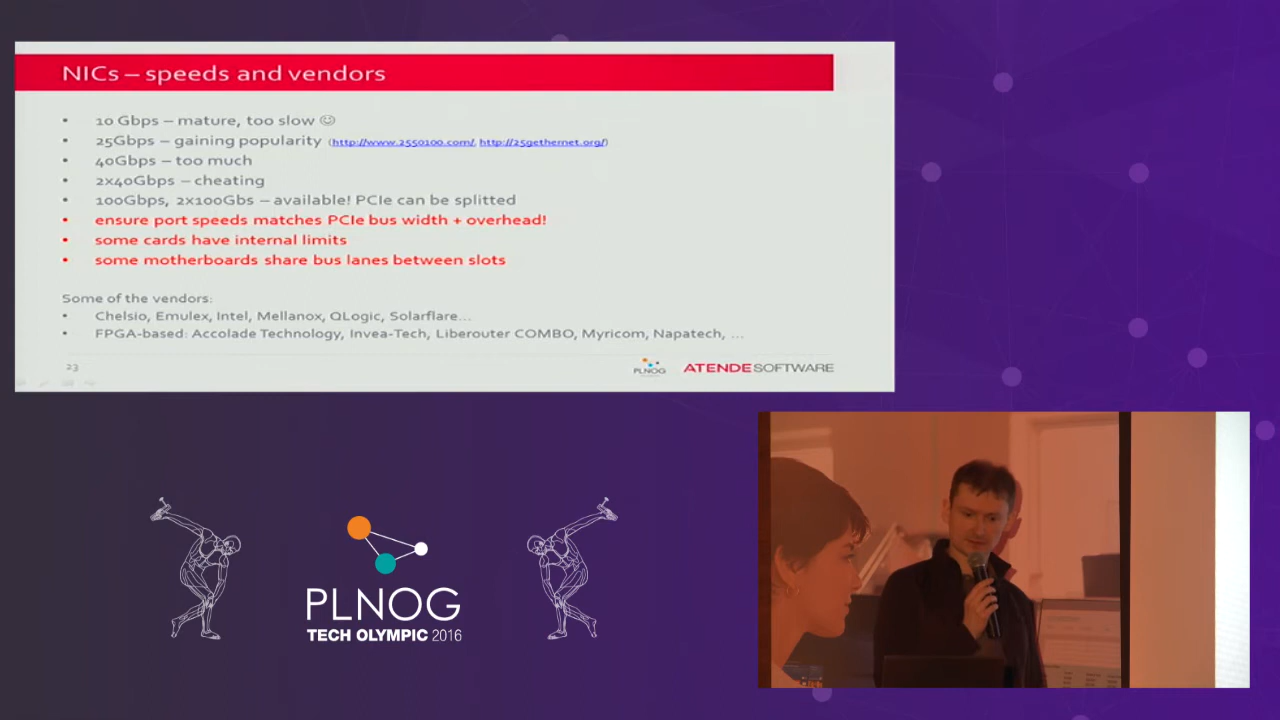 NICs – speeds and vendors
• 10 Gbps – mature, too slow ☺
• 25Gbps – gaining popularity (http://www.2550100.com/, http://25gethernet.org/)
• 40Gbps – too much
• 2x40Gbps – cheating
• 100Gbps, 2x100Gbs – available! PCIe can be splitted
• ensure port speeds matches PCIe bus width + overhead!
• some cards have internal limits
• some motherboards share bus lanes between slots
Some of the vendors:
• Chelsio, Emulex, Intel, Mellanox, QLogic, Solarflare...
• FPGA-based: Accolade Technology, Invea-Tech, Liberouter COMBO, Myricom, Napatech, ...
23
PLNOG
ATENDE SOFTWARE
PLNOG
TECH OLYMPIC 2016